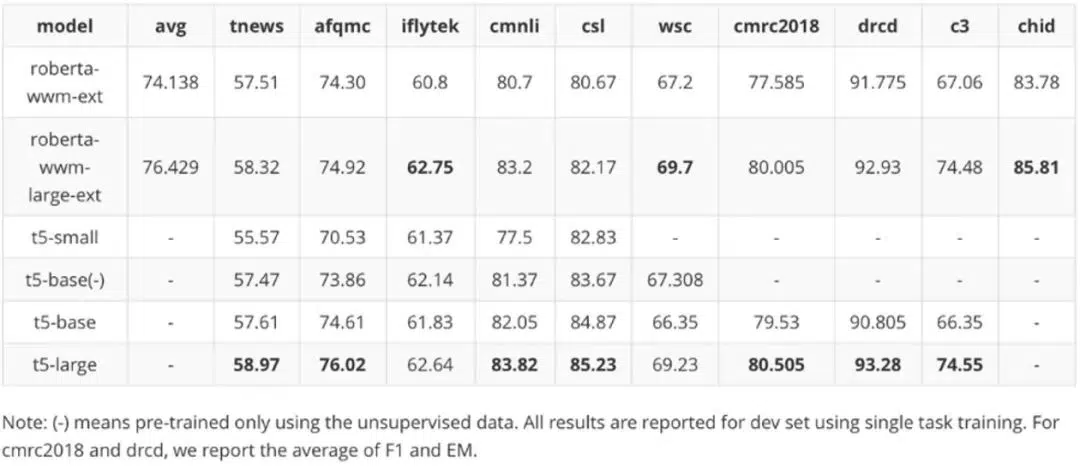 model avg tnews afqmc iflytek cmnli csl wsc cmrc2018 drcd c3 chid
roberta-
wwm-ext 74.138 57.51 74.30 60.8 80.7 80.67 67.2 77.585 91.775 67.06 83.78
roberta-
wwm-
large-ext 76.429 58.32 74.92 62.75 83.2 82.17 69.7 80.005 92.93 74.48 85.81
t5-small - 55.57 70.53 61.37 77.5 82.83 - - - - -
t5-base(-) - 57.47 73.86 62.14 81.37 83.67 67.308 - - - -
t5-base - 57.61 74.61 61.83 82.05 84.87 66.35 79.53 90.805 66.35 -
t5-large - 58.97 76.02 62.64 83.82 85.23 69.23 80.505 93.28 74.55 -
Note: (-) means pre-trained only using the unsupervised data. All results are reported for dev set using single task training. For
cmrc2018 and drcd, we report the average of F1 and EM.